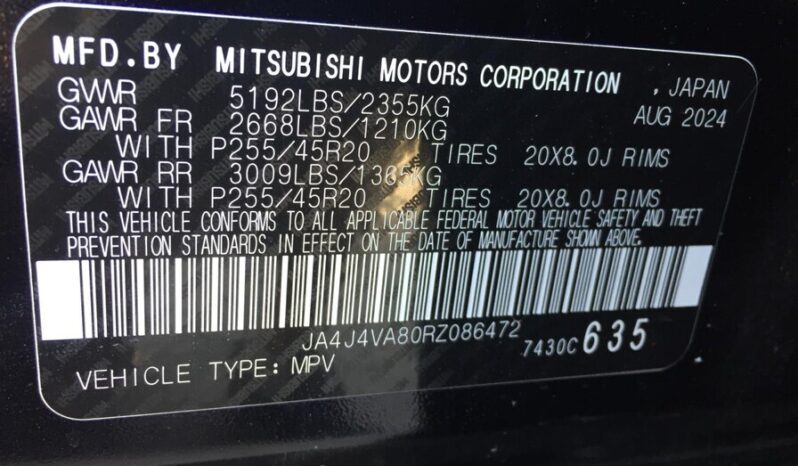 MFD.BY MITSUBISHI MOTORS CORPORATION , JAPAN
GVWR 5192LBS/2355KG AUG 2024
GAWR FR 2668LBS/1210KG
WITH P255/45R20 TIRES 20X8.0J RIMS
GAWR RR 3009LBS/1365KG
WITH P255/45R20 TIRES 20X8.0J RIMS
THIS VEHICLE CONFORMS TO ALL APPLICABLE FEDERAL MOTOR VEHICLE SAFETY AND THEFT
PREVENTION STANDARDS IN EFFECT ON THE DATE OF MANUFACTURE SHOWN ABOVE.
JA4J4VA80RZ086472 7430C 635
VEHICLE TYPE: MPV